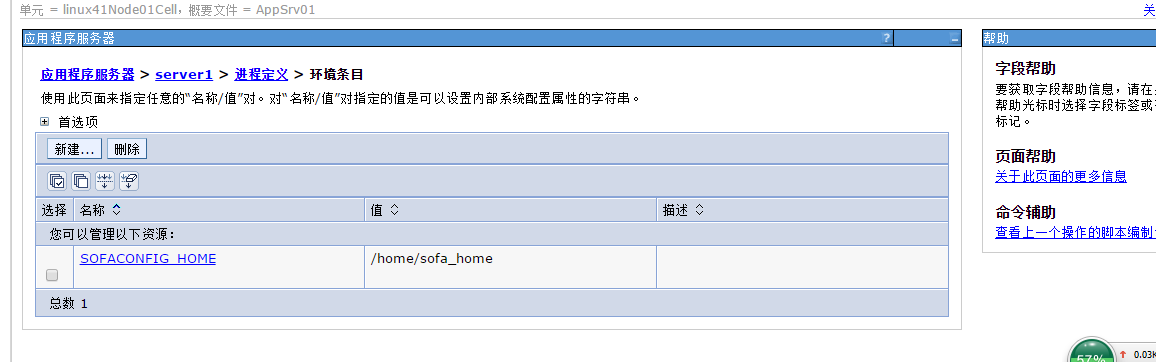 单元 = linux41Node01Cell，概要文件 = AppSrv01
关
应用程序服务器 ? _
帮助
应用程序服务器 > server1 > 进程定义 > 环境条目
使用此页面来指定任意的“名称/值”对。对“名称/值”对指定的值是可以设置内部系统配置属性的字符串。
首选项
新建... 删除
选择 名称 值 描述
您可以管理以下资源：
SOFACONFIG_HOME /home/sofa_home
总数 1
字段帮助
要获取字段帮助信息，请在
帮助光标时选择字段标签或
标记。
页面帮助
关于此页面的更多信息
命令辅助
查看上一个操作的脚本编制
57% 0.03K